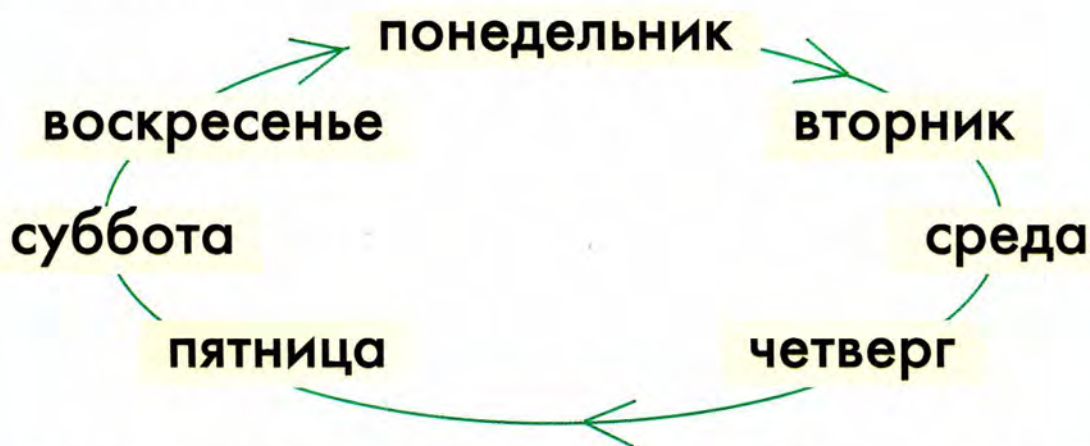 понедельник
вторник
среда
четверг
пятница
суббота
воскресенье